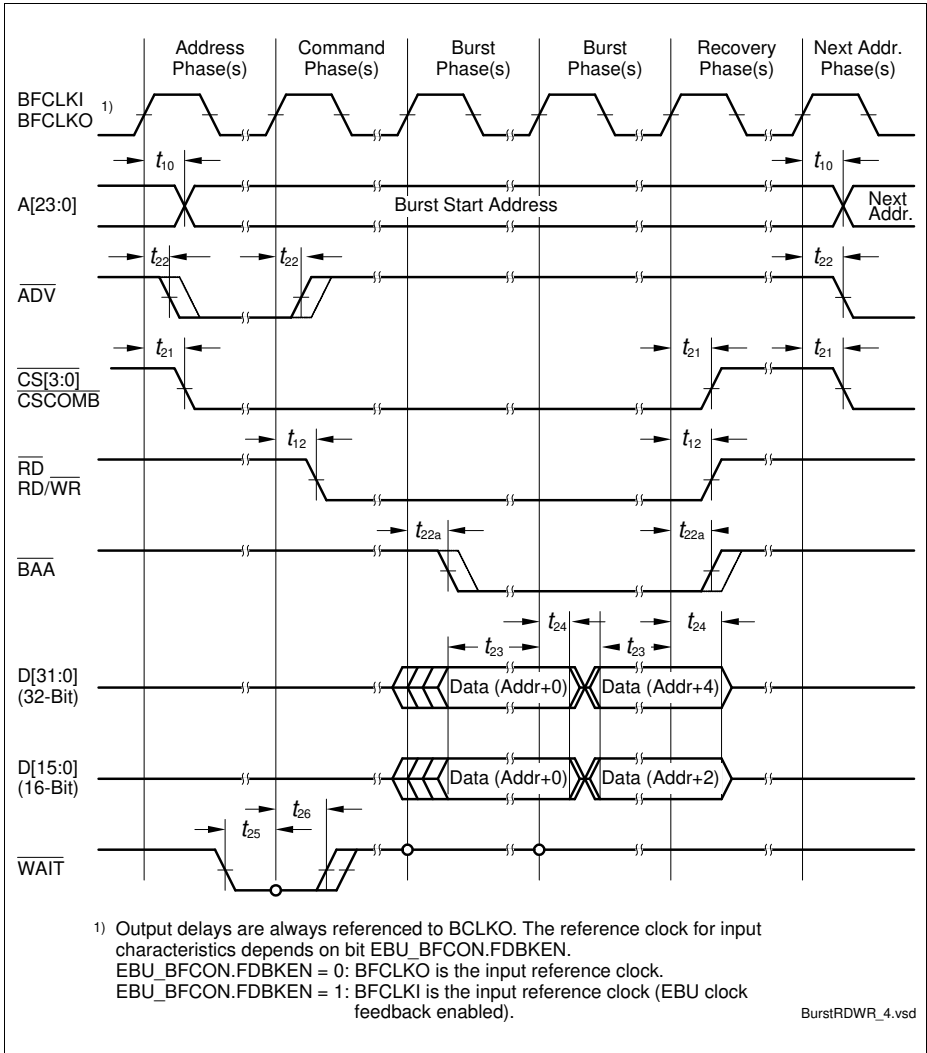 Address Phase(s)
Command Phase(s)
Burst Phase(s)
Burst Phase(s)
Recovery Phase(s)
Next Addr. Phase(s)
BFCLKI
BFCLKO 1)
t10
t10
A[23:0]
Burst Start Address
Next Addr.
t22
t22
t22
ADV
t21
t21
t21
CS[3:0]
CSCOMB
t12
t12
RD
RD/WR
t22a
t22a
BAA
t24
t24
t23
t23
D[31:0]
(32-Bit)
Data (Addr+0)
Data (Addr+4)
D[15:0]
(16-Bit)
Data (Addr+0)
Data (Addr+2)
t26
t25
WAIT
1) Output delays are always referenced to BCLKO. The reference clock for input
characteristics depends on bit EBU_BFCON.FDBKEN.
EBU_BFCON.FDBKEN = 0: BFCLKO is the input reference clock.
EBU_BFCON.FDBKEN = 1: BFCLKI is the input reference clock (EBU clock
feedback enabled).
BurstRDWR_4.vsd